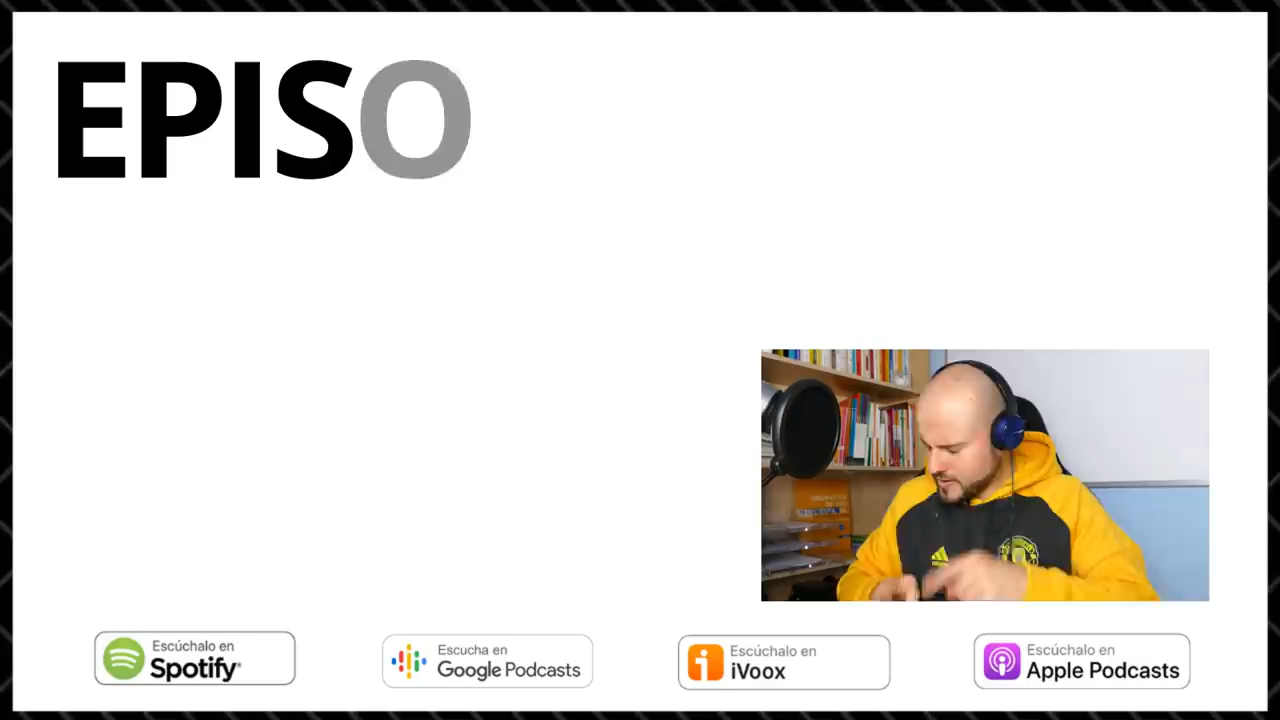 EPISO
Escúchalo en
Spotify
Escucha en
Google Podcasts
Escúchalo en
iVoox
Escúchalo en
Apple Podcasts